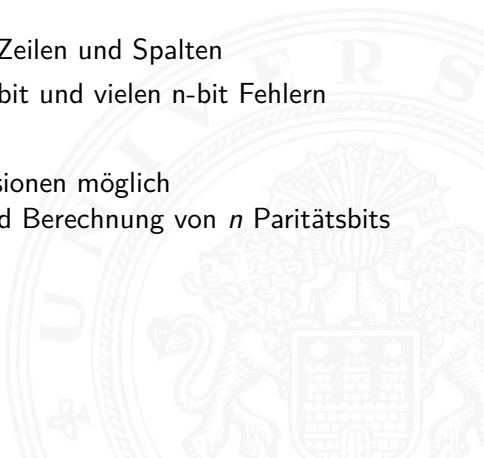 Zeilen und Spalten
bit und vielen n-bit Fehlern
sionen möglich
d Berechnung von n Paritätsbits
U N I V E R S